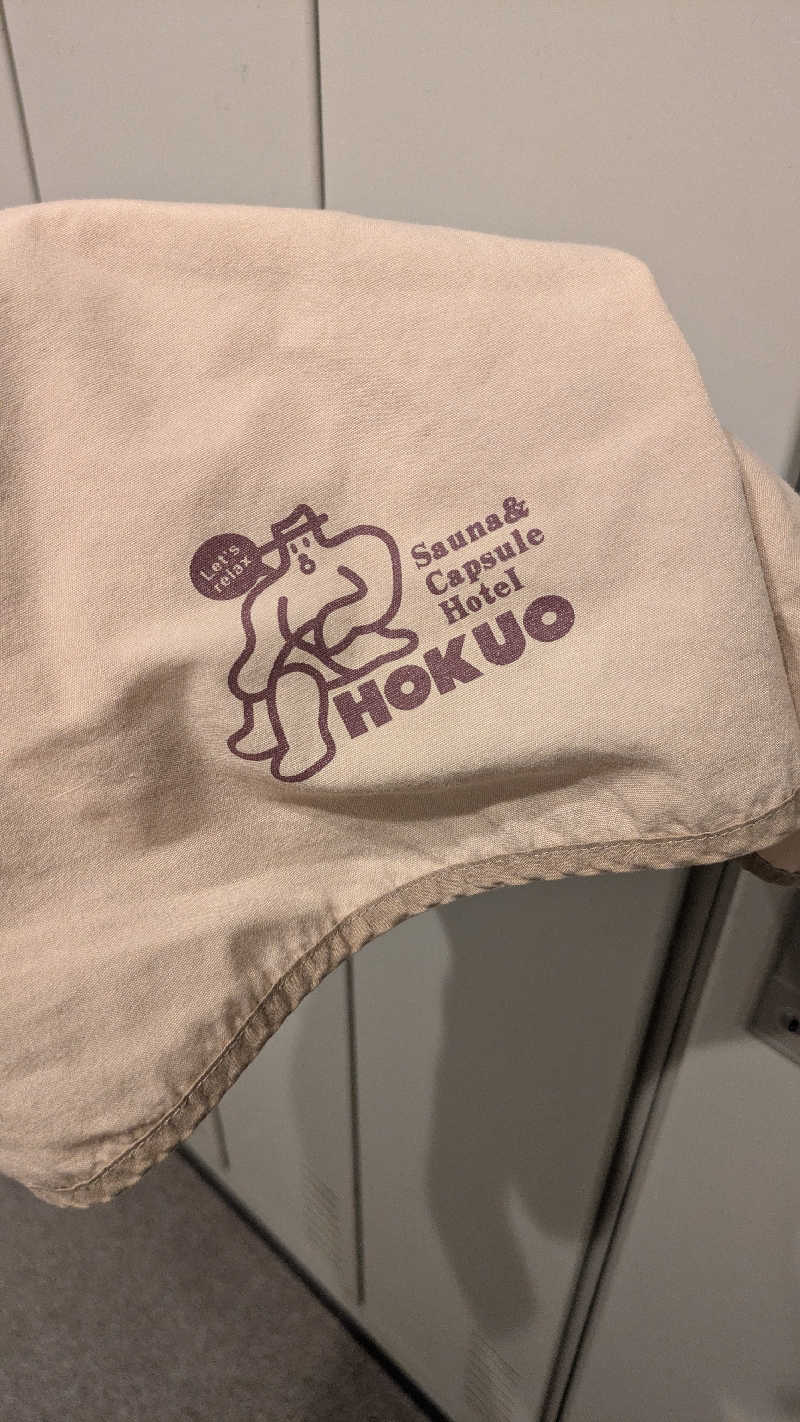 Let's
relax
Sauna&
Capsule
Hotel
HOKUO